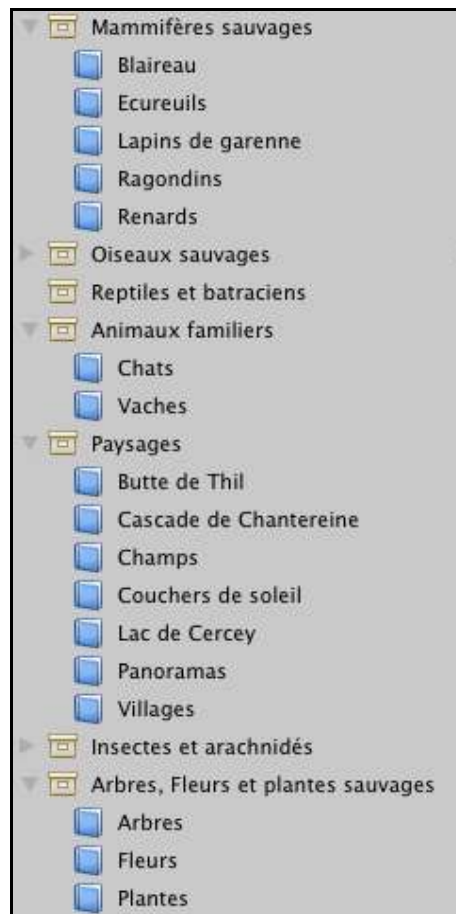 Mammifères sauvages
Blaireau
Ecureuils
Lapins de garenne
Ragondins
Renards
Oiseaux sauvages
Reptiles et batraciens
Animaux familiers
Chats
Vaches
Paysages
Butte de Thil
Cascade de Chantereine
Champs
Couchers de soleil
Lac de Cercey
Panoramas
Villages
Insectes et arachnidés
Arbres, Fleurs et plantes sauvages
Arbres
Fleurs
Plantes